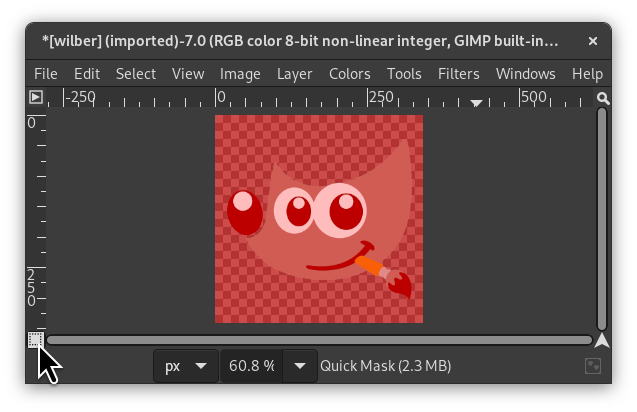 *[wilber] (imported)-7.0 (RGB color 8-bit non-linear integer, GIMP built-in…
File Edit Select View Image Layer Colors Tools Filters Windows Help
-250 0 250 500
0
250
px 60.8 % Quick Mask (2.3 MB)